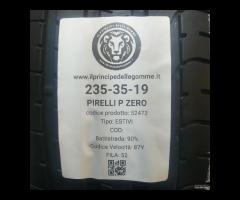 www.ilprincipedellegomme.it
235-35-19
PIRELLI P ZERO
codice prodotto: 52473
Tipo: ESTIVI
COD:
Battistrada: 90%
Codice Velocità: 87Y
FILA: 52